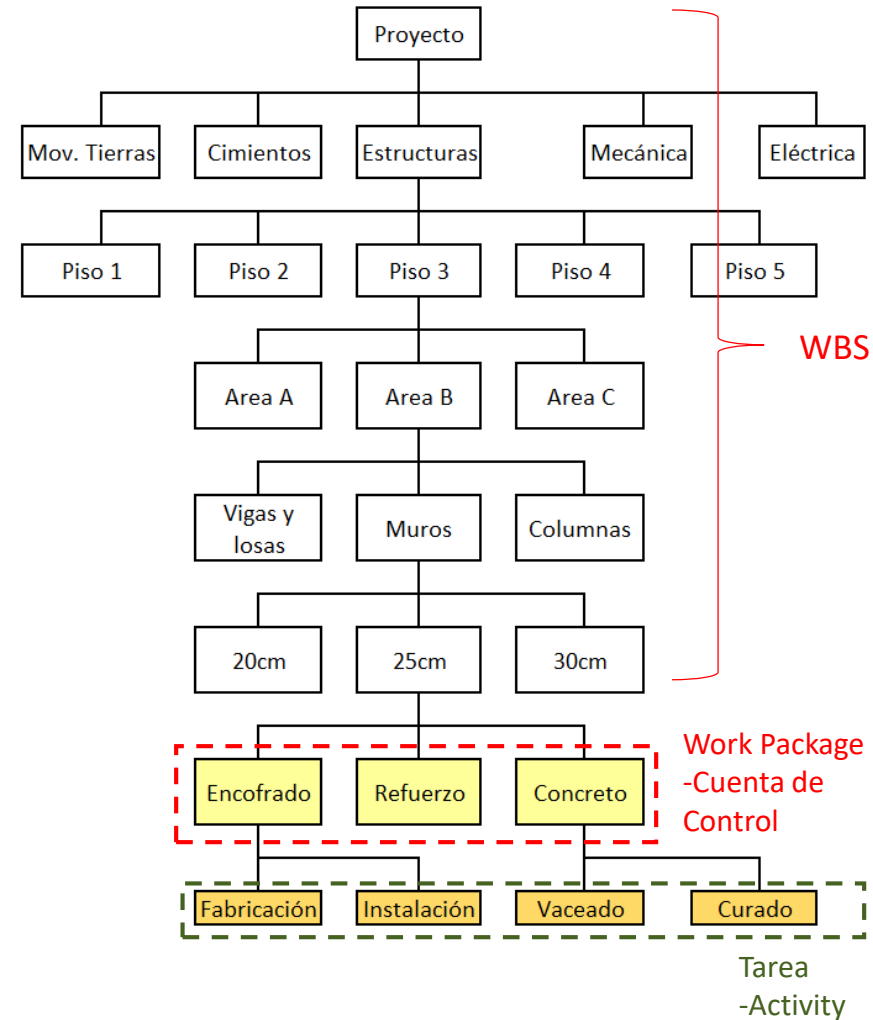 Proyecto
Mov. Tierras
Cimientos
Estructuras
Mecánica
Eléctrica
Piso 1
Piso 2
Piso 3
Piso 4
Piso 5
WBS
Area A
Area B
Area C
Vigas y
losas
Muros
Columnas
20cm
25cm
30cm
Work Package
-Cuenta de
Control
Encofrado
Refuerzo
Concreto
Fabricación
Instalación
Vaceado
Curado
Tarea
-Activity